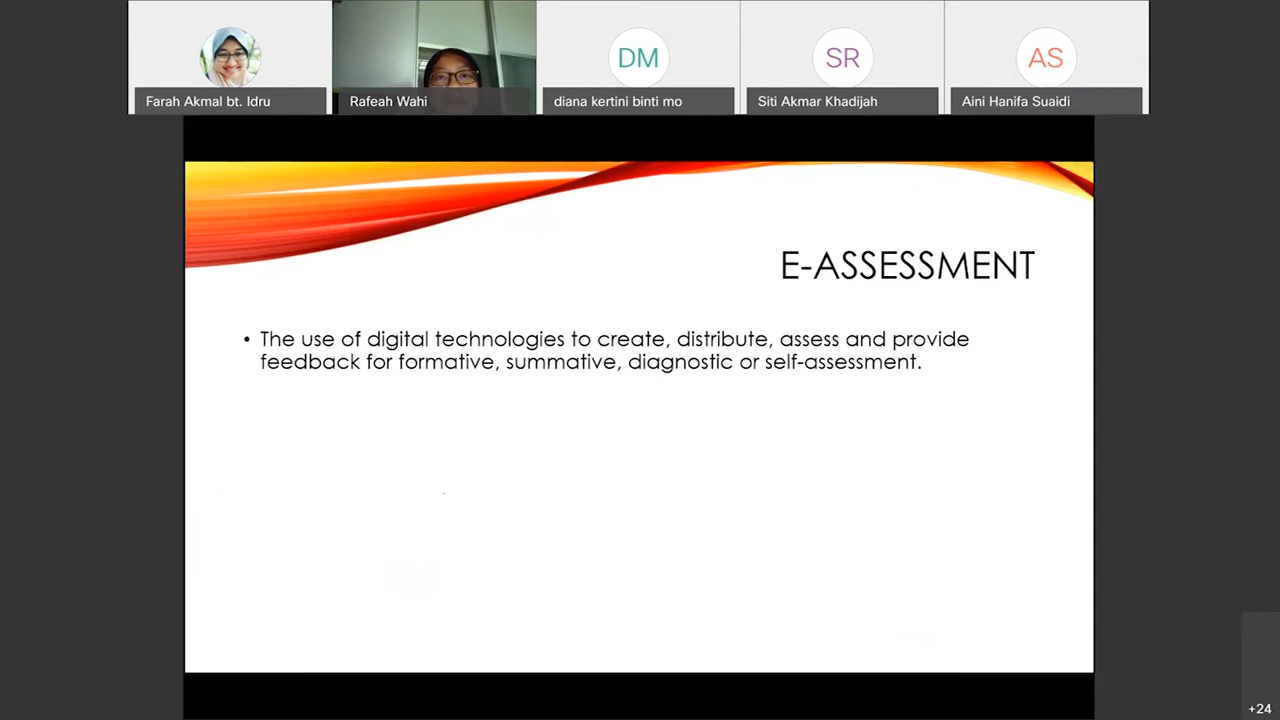 DM
SR
AS
Farah Akmal bt. Idru
Rafeah Wahi
diana kertini binti mo
Siti Akmar Khadijah
Aini Hanifa Suaidi
E-ASSESSMENT
• The use of digital technologies to create, distribute, assess and provide
feedback for formative, summative, diagnostic or self-assessment.
+24